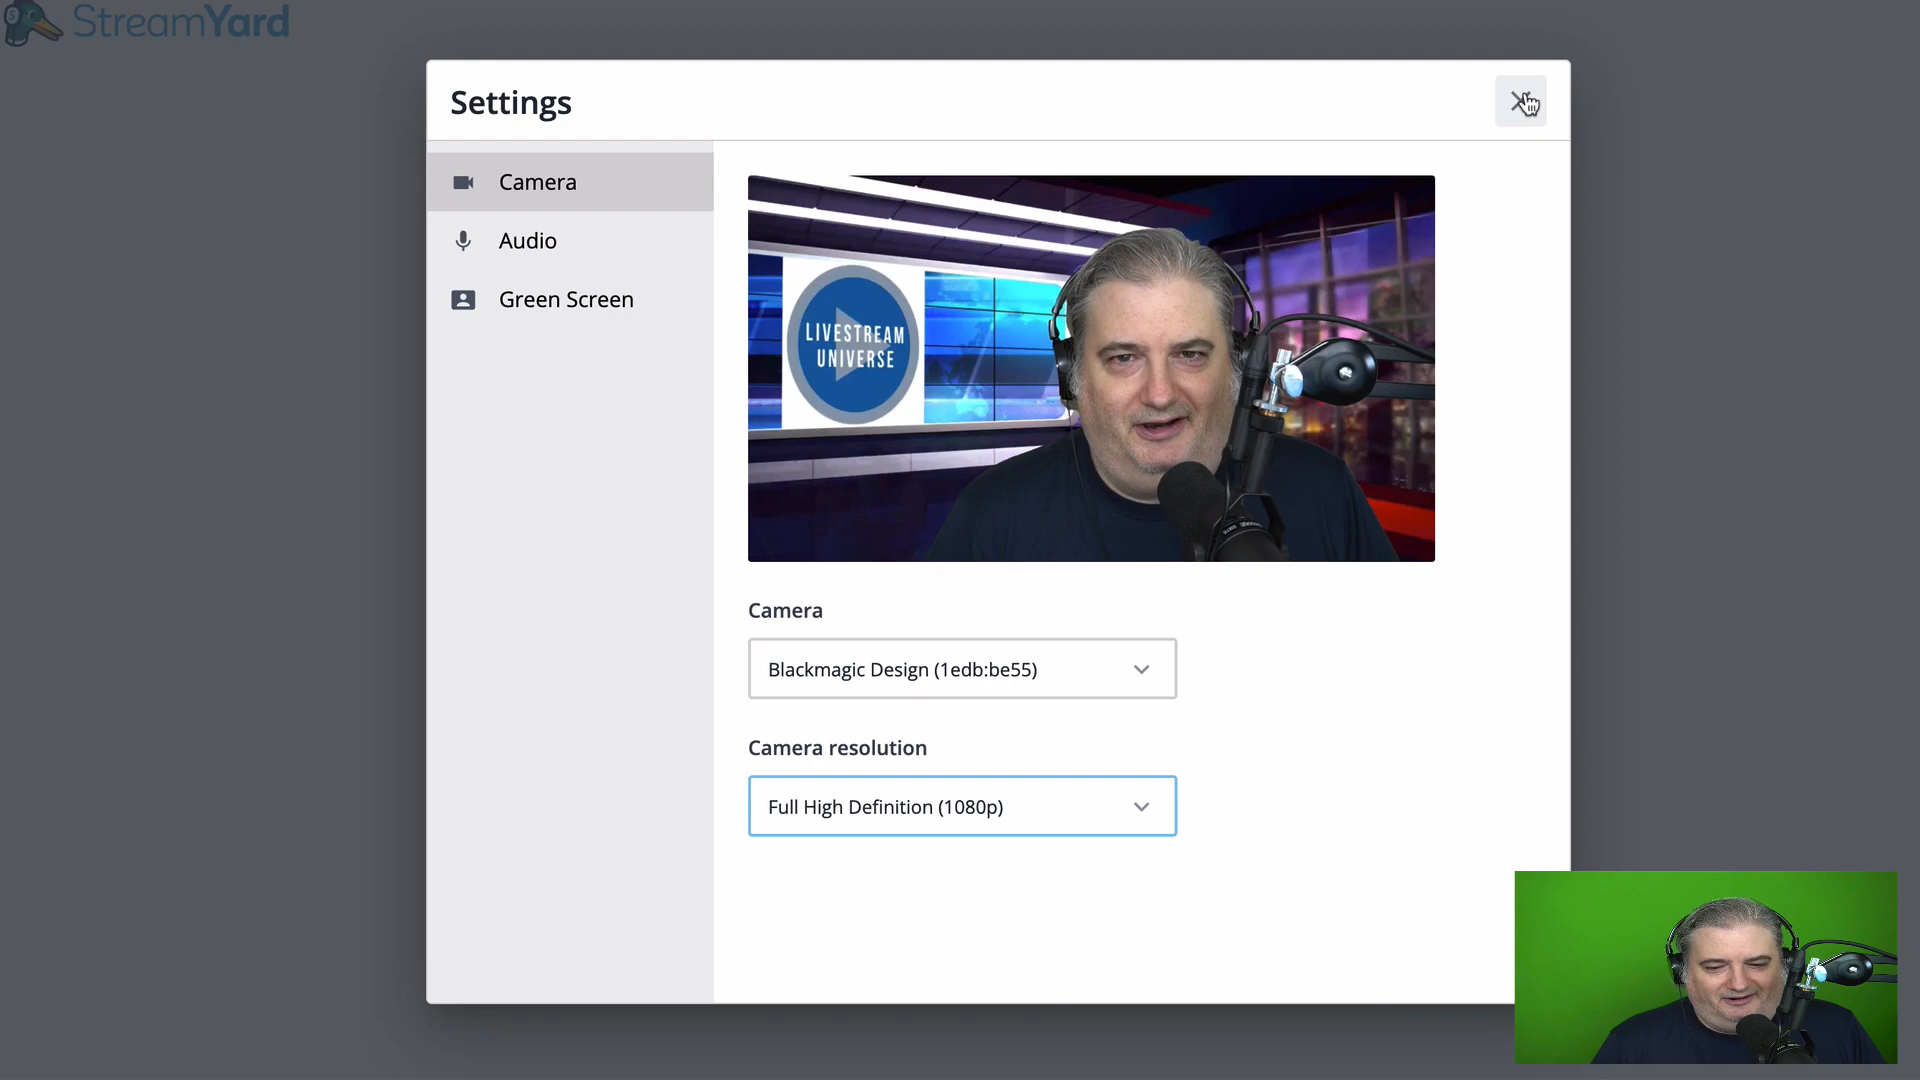 StreamYard
Settings
Camera
Audio
Green Screen
LIVESTREAM
UNIVERSE
Camera
Blackmagic Design (1edb:be55)
Camera resolution
Full High Definition (1080p)